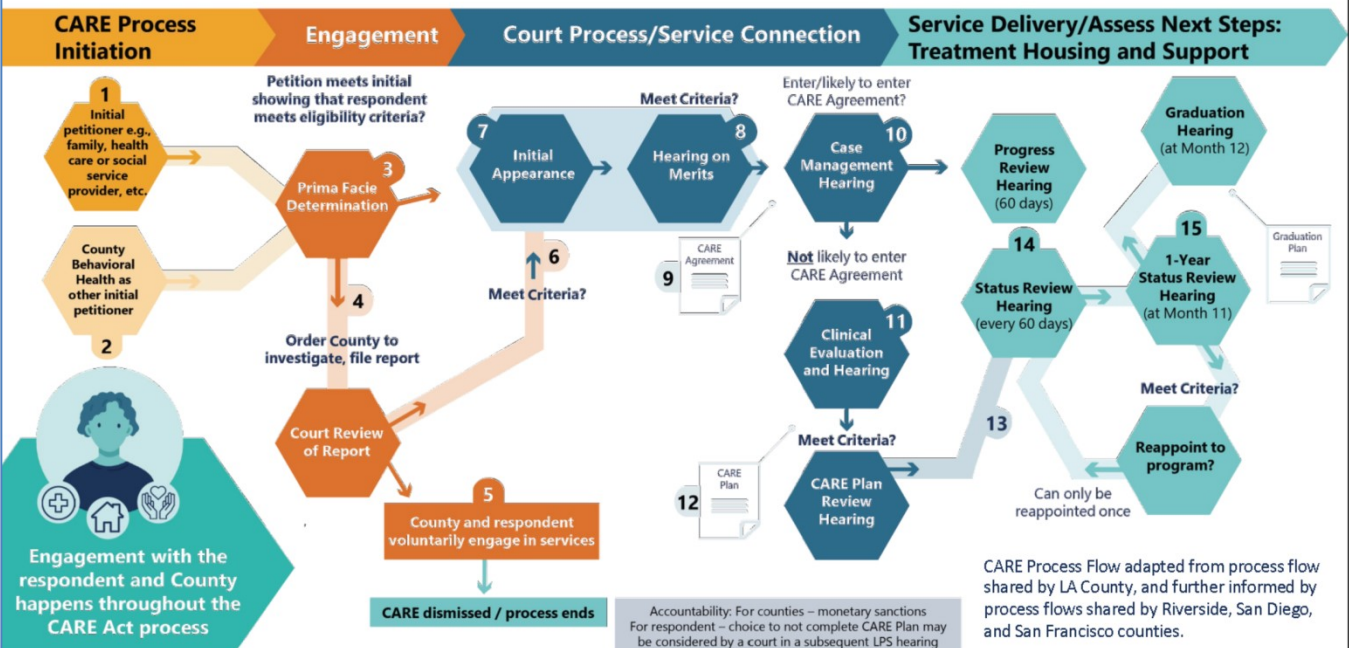 CARE Process
Initiation
Engagement
Court Process/Service Connection
Service Delivery/Assess Next Steps:
Treatment Housing and Support
1
Initial
petitioner e.g.,
family, health
care or social
service
provider, etc.
County
Behavioral
Health as
other initial
petitioner
2
Petition meets initial
showing that respondent
meets eligibility criteria?
3
Prima Facie
Determination
4
Order County to
investigate, file report
Court Review
of Report
5
County and respondent
voluntarily engage in services
CARE dismissed / process ends
6
Meet Criteria?
7
Initial
Appearance
Meet Criteria?
8
Hearing on
Merits
9
CARE
Agreement
Enter/likely to enter
CARE Agreement?
10
Case
Management
Hearing
Not likely to enter
CARE Agreement
11
Clinical
Evaluation
and Hearing
Meet Criteria?
12
CARE
Plan
CARE Plan
Review
Hearing
13
Progress
Review
Hearing
(60 days)
14
Status Review
Hearing
(every 60 days)
15
1-Year
Status Review
Hearing
(at Month 11)
Graduation
Hearing
(at Month 12)
Graduation
Plan
Meet Criteria?
Reappoint to
program?
Can only be
reappointed once
Engagement with the
respondent and County
happens throughout the
CARE Act process
Accountability: For counties – monetary sanctions
For respondent – choice to not complete CARE Plan may
be considered by a court in a subsequent LPS hearing
CARE Process Flow adapted from process flow
shared by LA County, and further informed by
process flows shared by Riverside, San Diego,
and San Francisco counties.